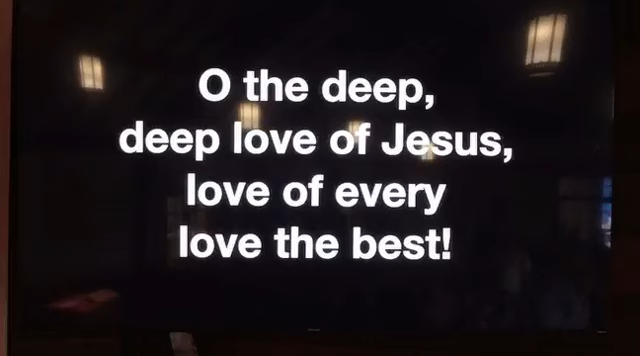 O the deep,
deep love of Jesus,
love of every
love the best!